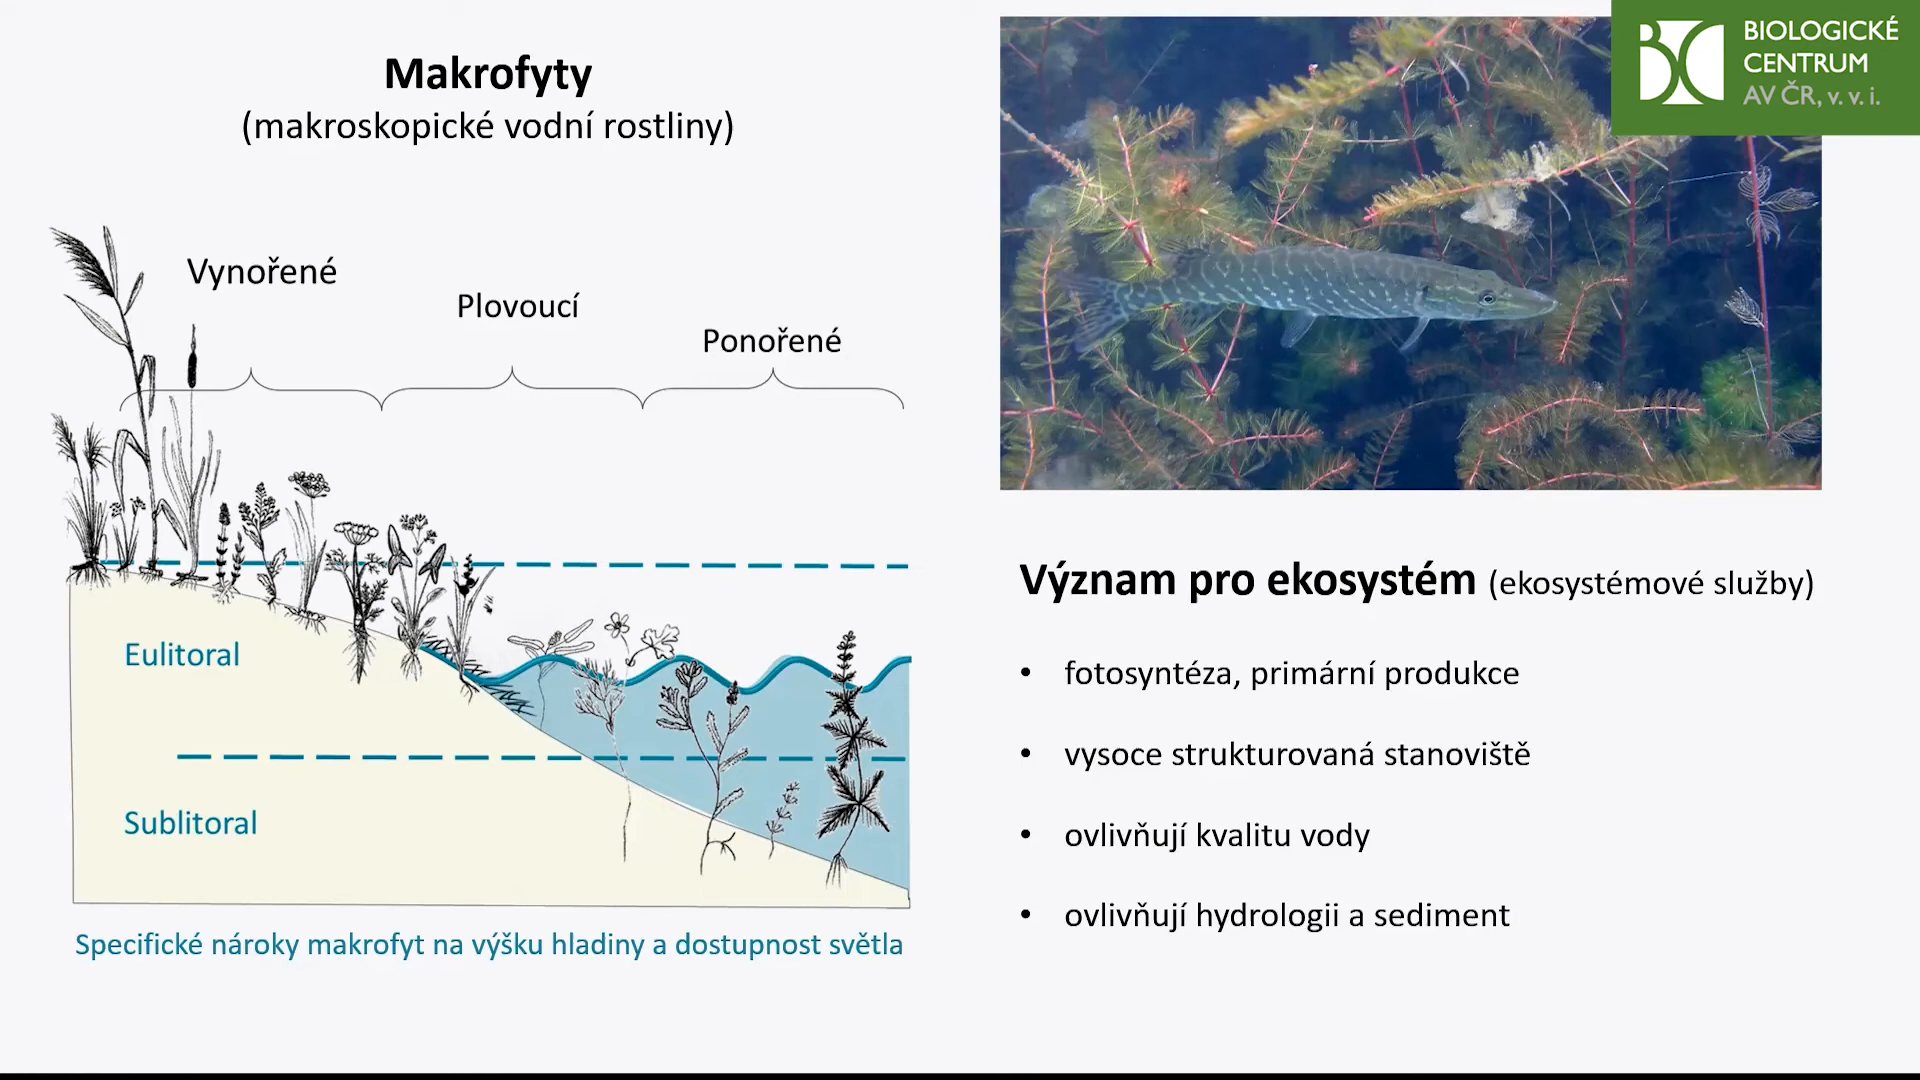 Makrofyty
(makroskopické vodní rostliny)
Vynořené
Plovoucí
Ponořené
Eulitoral
Sublitoral
Specifické nároky makrofyt na výšku hladiny a dostupnost světla
BIOLOGICKÉ
CENTRUM
AV ČR, v. v. i.
Význam pro ekosystém (ekosystémové služby)
• fotosyntéza, primární produkce
• vysoce strukturovaná stanoviště
• ovlivňují kvalitu vody
• ovlivňují hydrologii a sediment